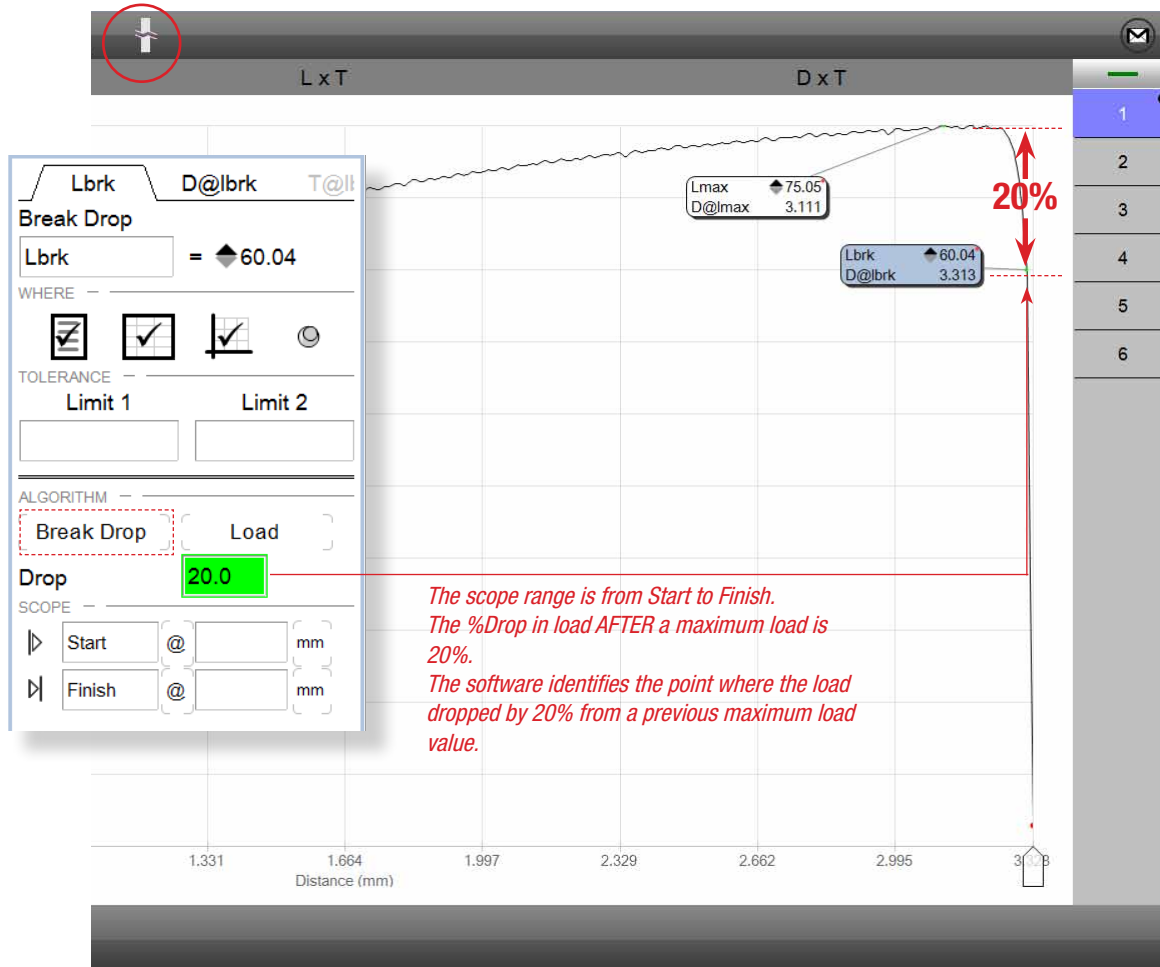 L x T
D x T
1
2
3
4
5
6
Lbrk
D@lbrk
T@l
Break Drop
Lbrk
= 60.04
WHERE
TOLERANCE
Limit 1
Limit 2
ALGORITHM
Break Drop
Load
Drop
20.0
SCOPE
Start
@
mm
Finish
@
mm
Lmax 75.05*
D@lmax 3.111
20%
Lbrk 60.04*
D@lbrk 3.313
The scope range is from Start to Finish.
The %Drop in load AFTER a maximum load is
20%.
The software identifies the point where the load
dropped by 20% from a previous maximum load
value.
1.331
1.664
1.997
2.329
2.662
2.995
3.328
Distance (mm)